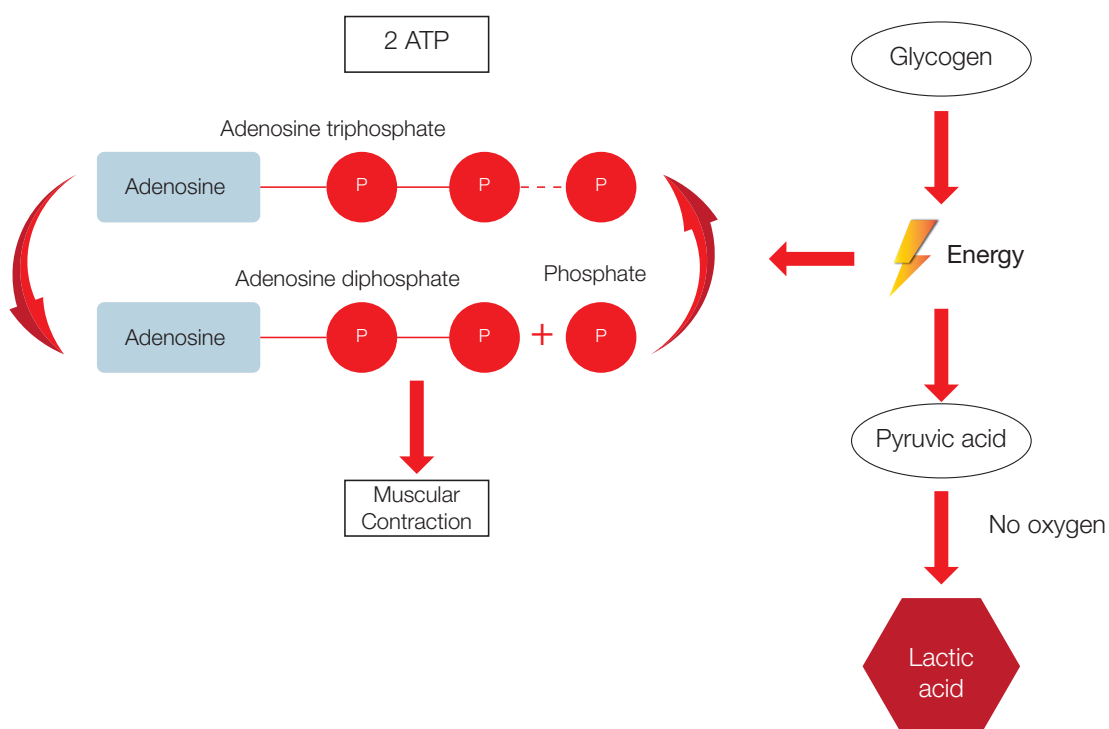 2 ATP
Glycogen
Adenosine triphosphate
Adenosine
P
P
P
Energy
Adenosine diphosphate
Phosphate
Adenosine
P
P
+
P
Pyruvic acid
Muscular
Contraction
No oxygen
Lactic
acid